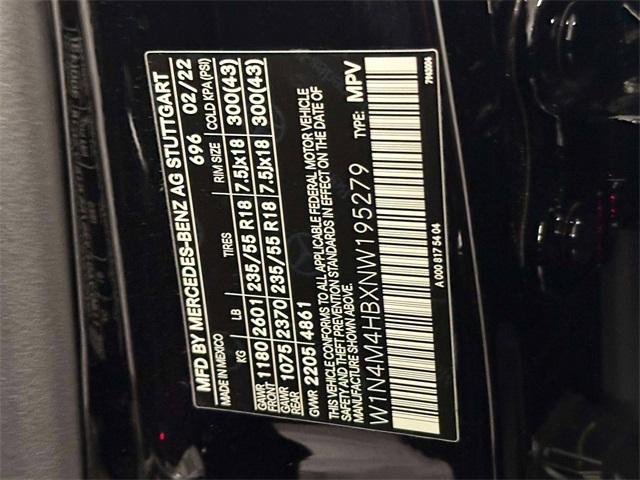 MFD BY MERCEDES-BENZ AG STUTTGART
MADE IN MEXICO 696 02/22
KG LB TIRES RIM SIZE COLD KPA(PSI)
GAWR FRONT 1180 2601 235/55 R18 7.5Jx18 300(43)
GAWR REAR 1075 2370 235/55 R18 7.5Jx18 300(43)
GVWR 2205 4861
THIS VEHICLE CONFORMS TO ALL APPLICABLE FEDERAL MOTOR VEHICLE
SAFETY AND THEFT PREVENTION STANDARDS IN EFFECT ON THE DATE OF
MANUFACTURE SHOWN ABOVE.
W1N4M4HBXNW195279 TYPE: MPV
A 000 817 54 04